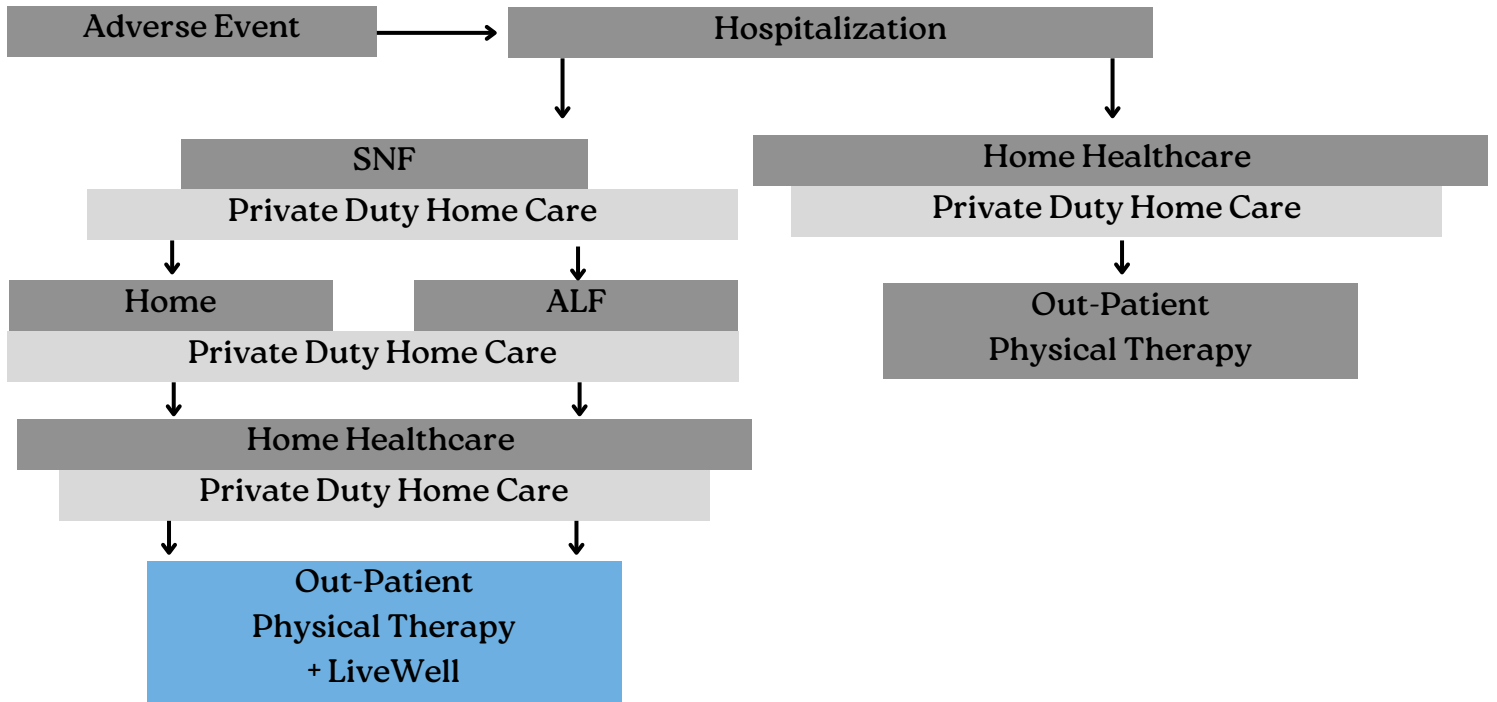 Adverse Event
Hospitalization
SNF
Private Duty Home Care
Home Healthcare
Private Duty Home Care
Home
ALF
Private Duty Home Care
Out-Patient
Physical Therapy
Home Healthcare
Private Duty Home Care
Out-Patient
Physical Therapy
+ LiveWell